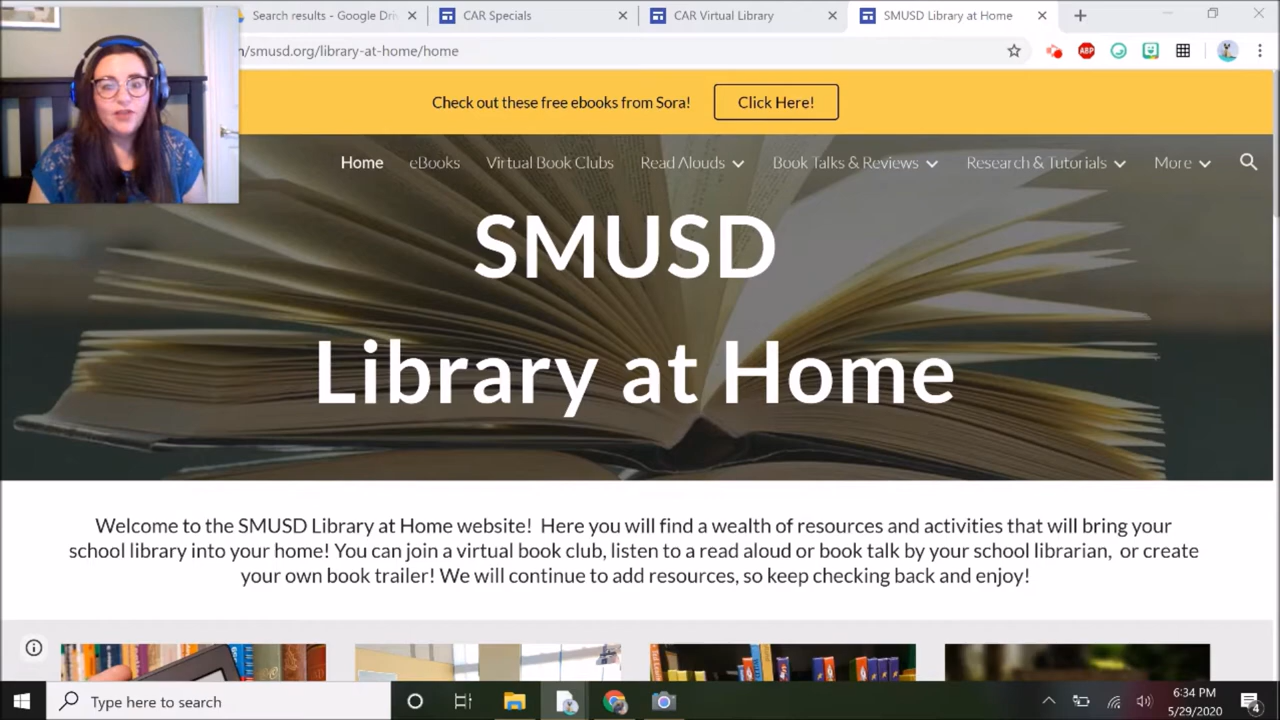 Search results - Google Dri
CAR Specials
CAR Virtual Library
SMUSD Library at Home
/smusd.org/library-at-home/home
ABP
Check out these free ebooks from Sora!
Click Here!
Home
eBooks
Virtual Book Clubs
Read Alouds
Book Talks & Reviews
Research & Tutorials
More
SMUSD
Library at Home
Welcome to the SMUSD Library at Home website! Here you will find a wealth of resources and activities that will bring your
school library into your home! You can join a virtual book club, listen to a read aloud or book talk by your school librarian, or create
your own book trailer! We will continue to add resources, so keep checking back and enjoy!
Type here to search
6:34 PM
5/29/2020
4